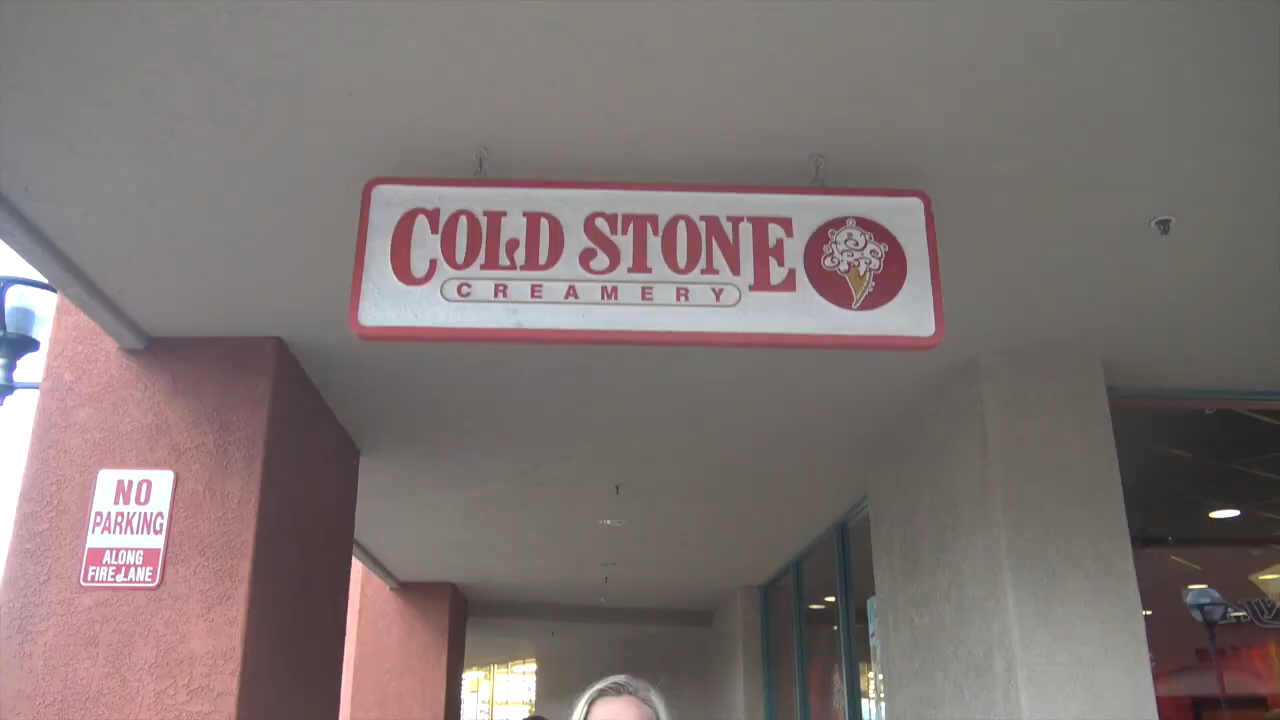 COLD STONE
CREAMERY
NO
PARKING
ALONG
FIRE LANE